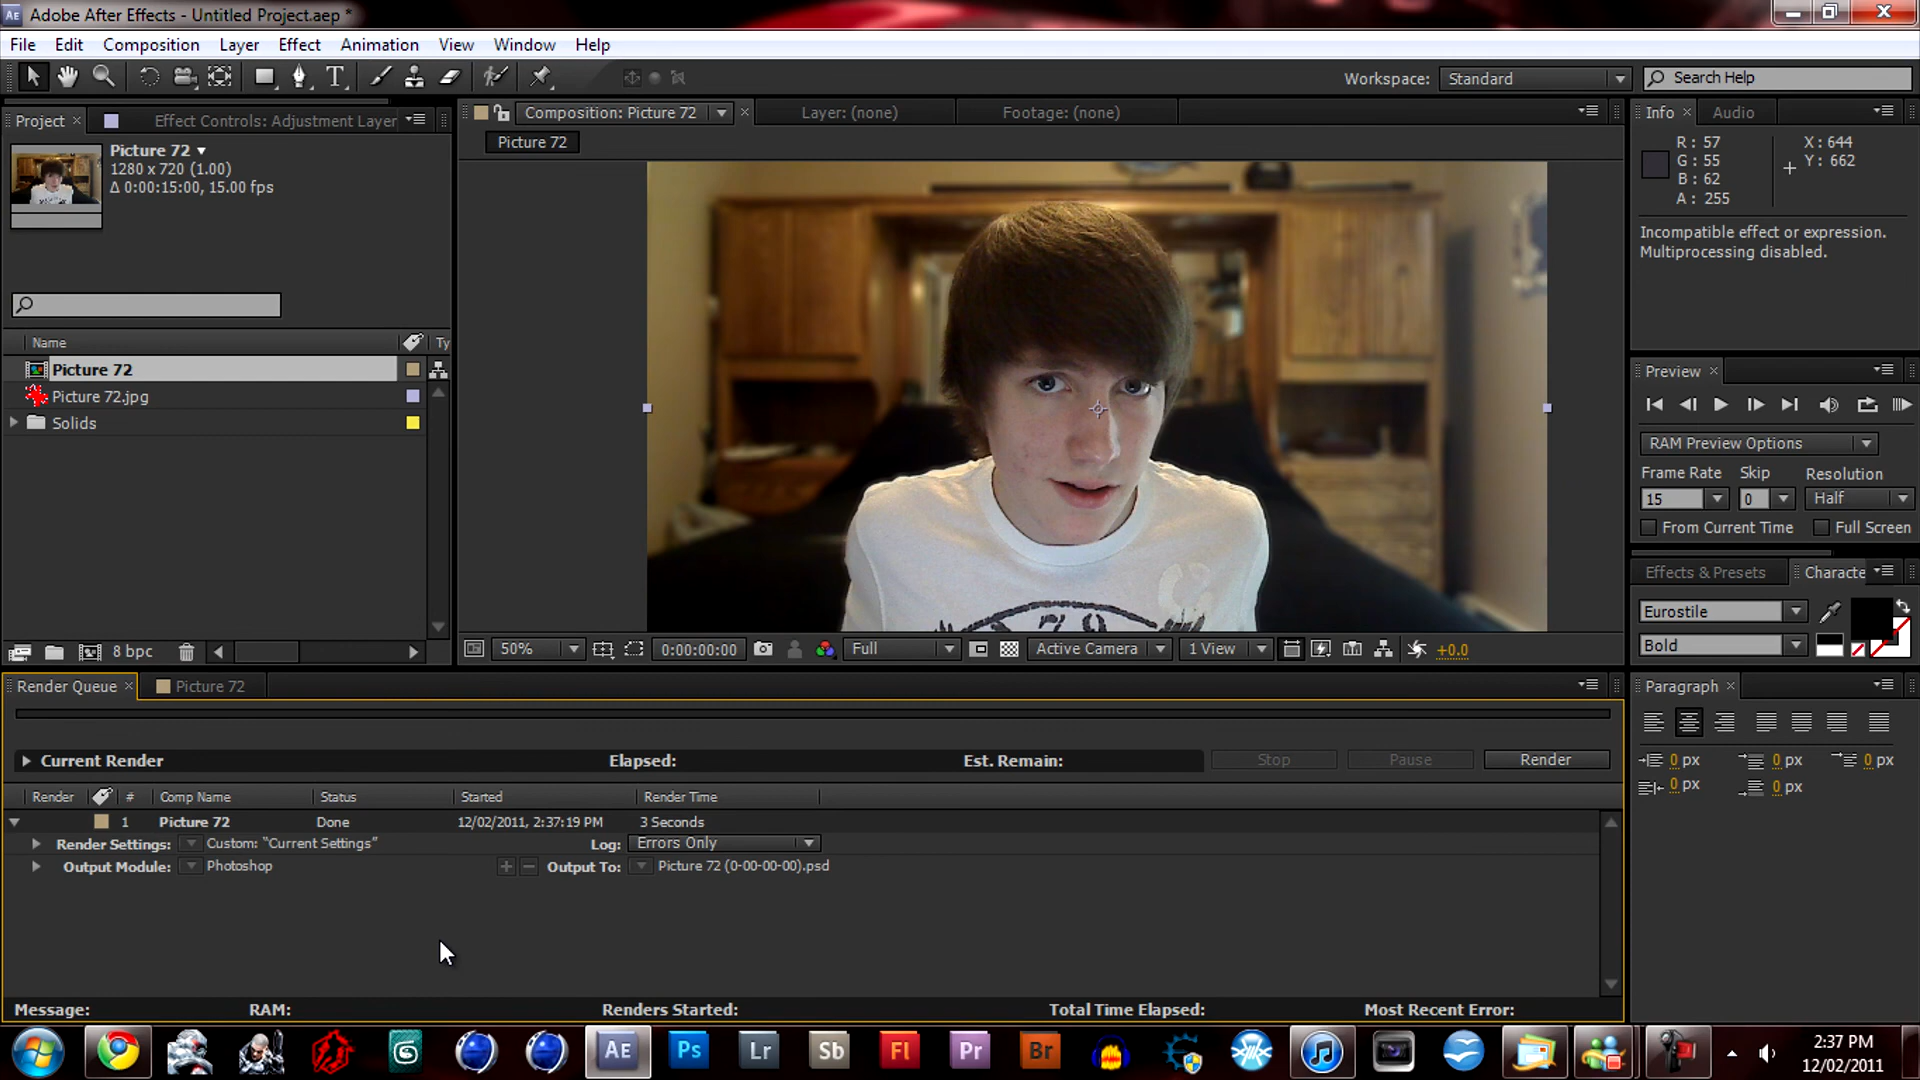 Adobe After Effects - Untitled Project.aep *
File Edit Composition Layer Effect Animation View Window Help
Workspace: Standard Search Help
Project Effect Controls: Adjustment Layer
Composition: Picture 72 Layer: (none) Footage: (none)
Info Audio
Picture 72
1280 x 720 (1.00)
Δ 0:00:15:00, 15.00 fps
Picture 72
R: 57
G: 55
B: 62
A: 255
X: 644
Y: 662
Incompatible effect or expression.
Multiprocessing disabled.
Name Ty
Picture 72
Picture 72.jpg
Solids
8 bpc
Preview
RAM Preview Options
Frame Rate Skip Resolution
15 0 Half
From Current Time Full Screen
Effects & Presets Characte
Eurostile
Bold
50% 0:00:00:00 Full Active Camera 1 View +0.0
Render Queue Picture 72
Paragraph
0 px 0 px 0 px
0 px 0 px
Current Render Elapsed: Est. Remain: Stop Pause Render
Render # Comp Name Status Started Render Time
1 Picture 72 Done 12/02/2011, 2:37:19 PM 3 Seconds
Render Settings: Custom: "Current Settings" Log: Errors Only
Output Module: Photoshop Output To: Picture 72 (0-00-00-00).psd
Message: RAM: Renders Started: Total Time Elapsed: Most Recent Error:
AE Ps Lr Sb Fl Pr Br
2:37 PM
12/02/2011